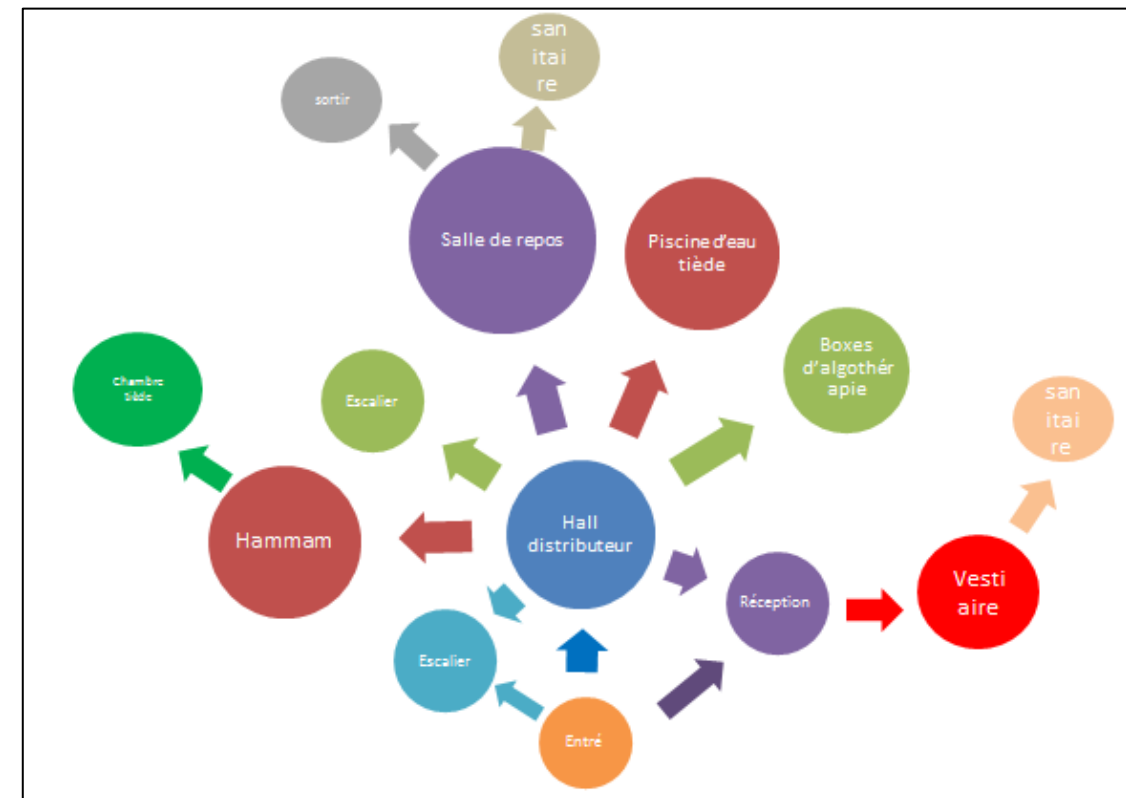 san
itai
re
sortir
Salle de repos
Piscine d'eau
tiède
Boxes
d'algothér
apie
Chambre
tiède
Escalier
san
itai
re
Hammam
Hall
distributeur
Vesti
aire
Réception
Escalier
Entré